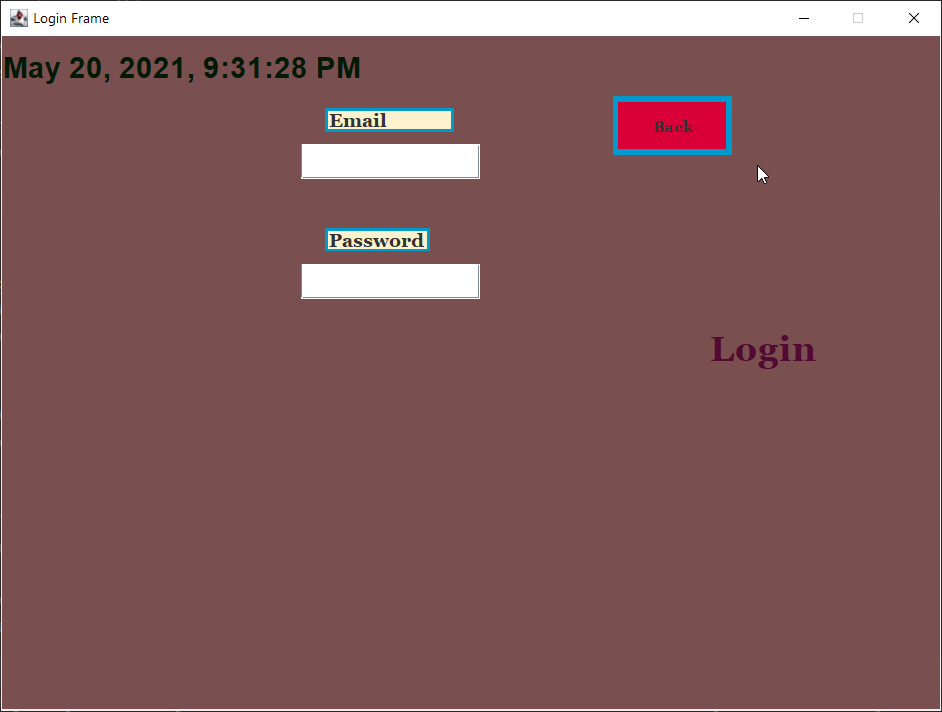 Login Frame
May 20, 2021, 9:31:28 PM
Email
Back
Password
Login